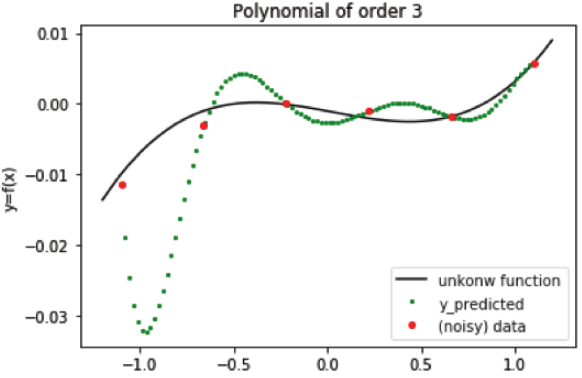 Polynomial of order 3
0.01
0.00
−0.01
−0.02
−0.03
y=f(x)
−1.0 −0.5 0.0 0.5 1.0
unkonw function
y_predicted
(noisy) data